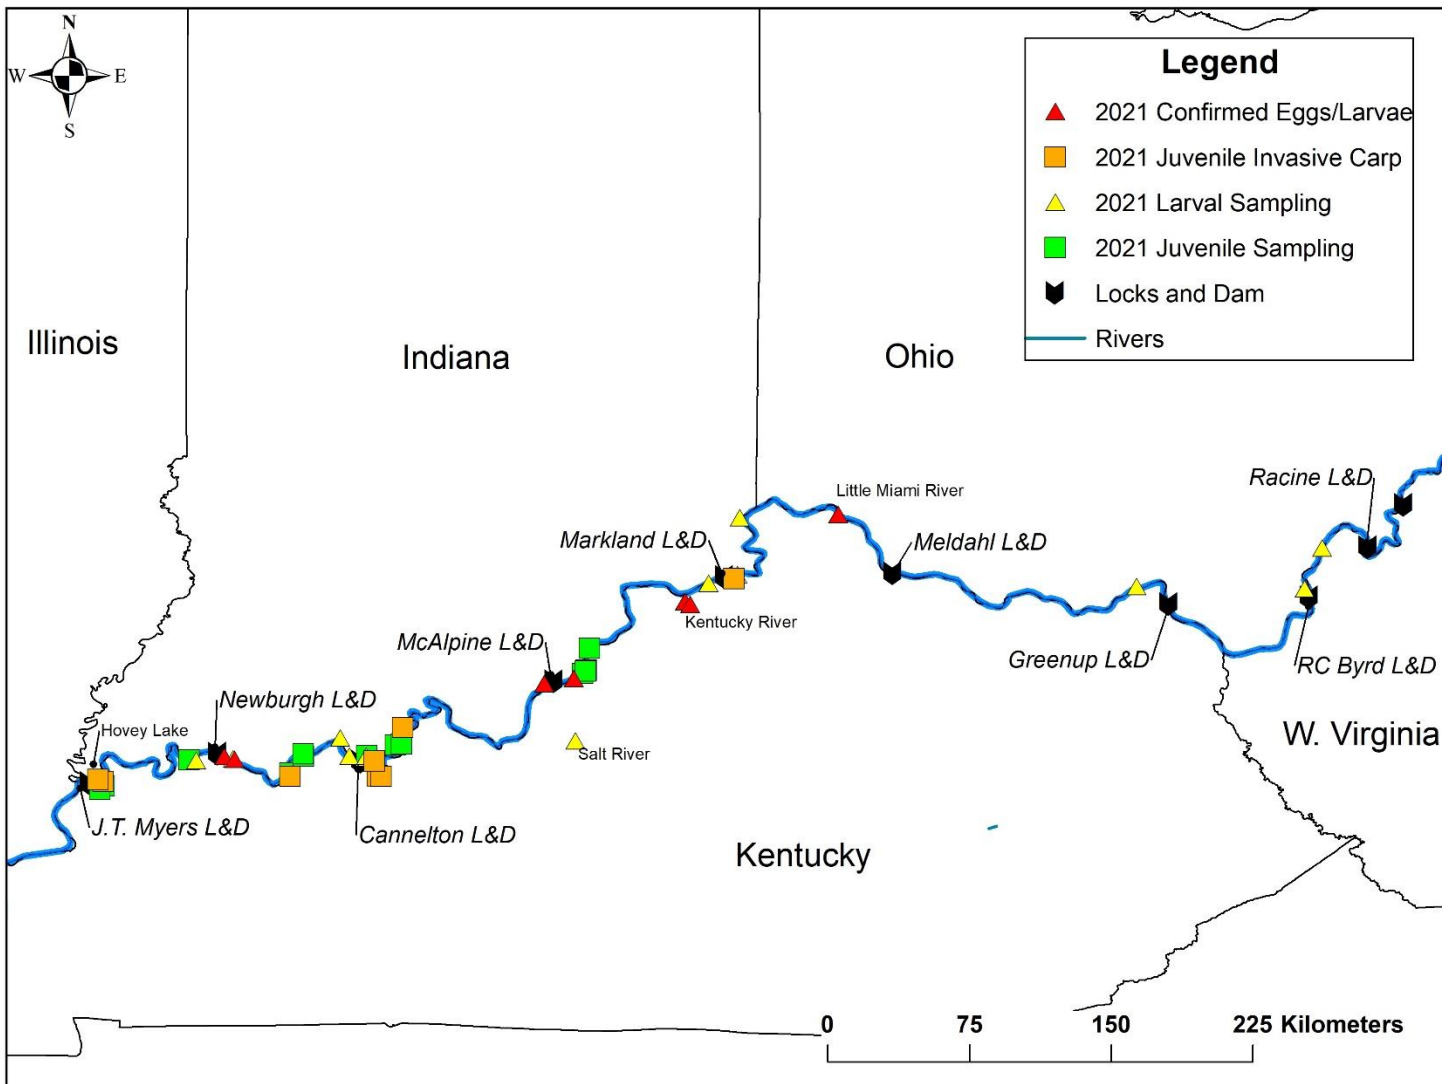 N
W E
S
Legend
2021 Confirmed Eggs/Larvae
2021 Juvenile Invasive Carp
2021 Larval Sampling
2021 Juvenile Sampling
Locks and Dam
Rivers
Illinois
Indiana
Ohio
Racine L&D
Little Miami River
Markland L&D
Meldahl L&D
Kentucky River
McAlpine L&D
Greenup L&D
RC Byrd L&D
Newburgh L&D
Hovey Lake
W. Virginia
Salt River
J.T. Myers L&D
Cannelton L&D
Kentucky
0 75 150 225 Kilometers